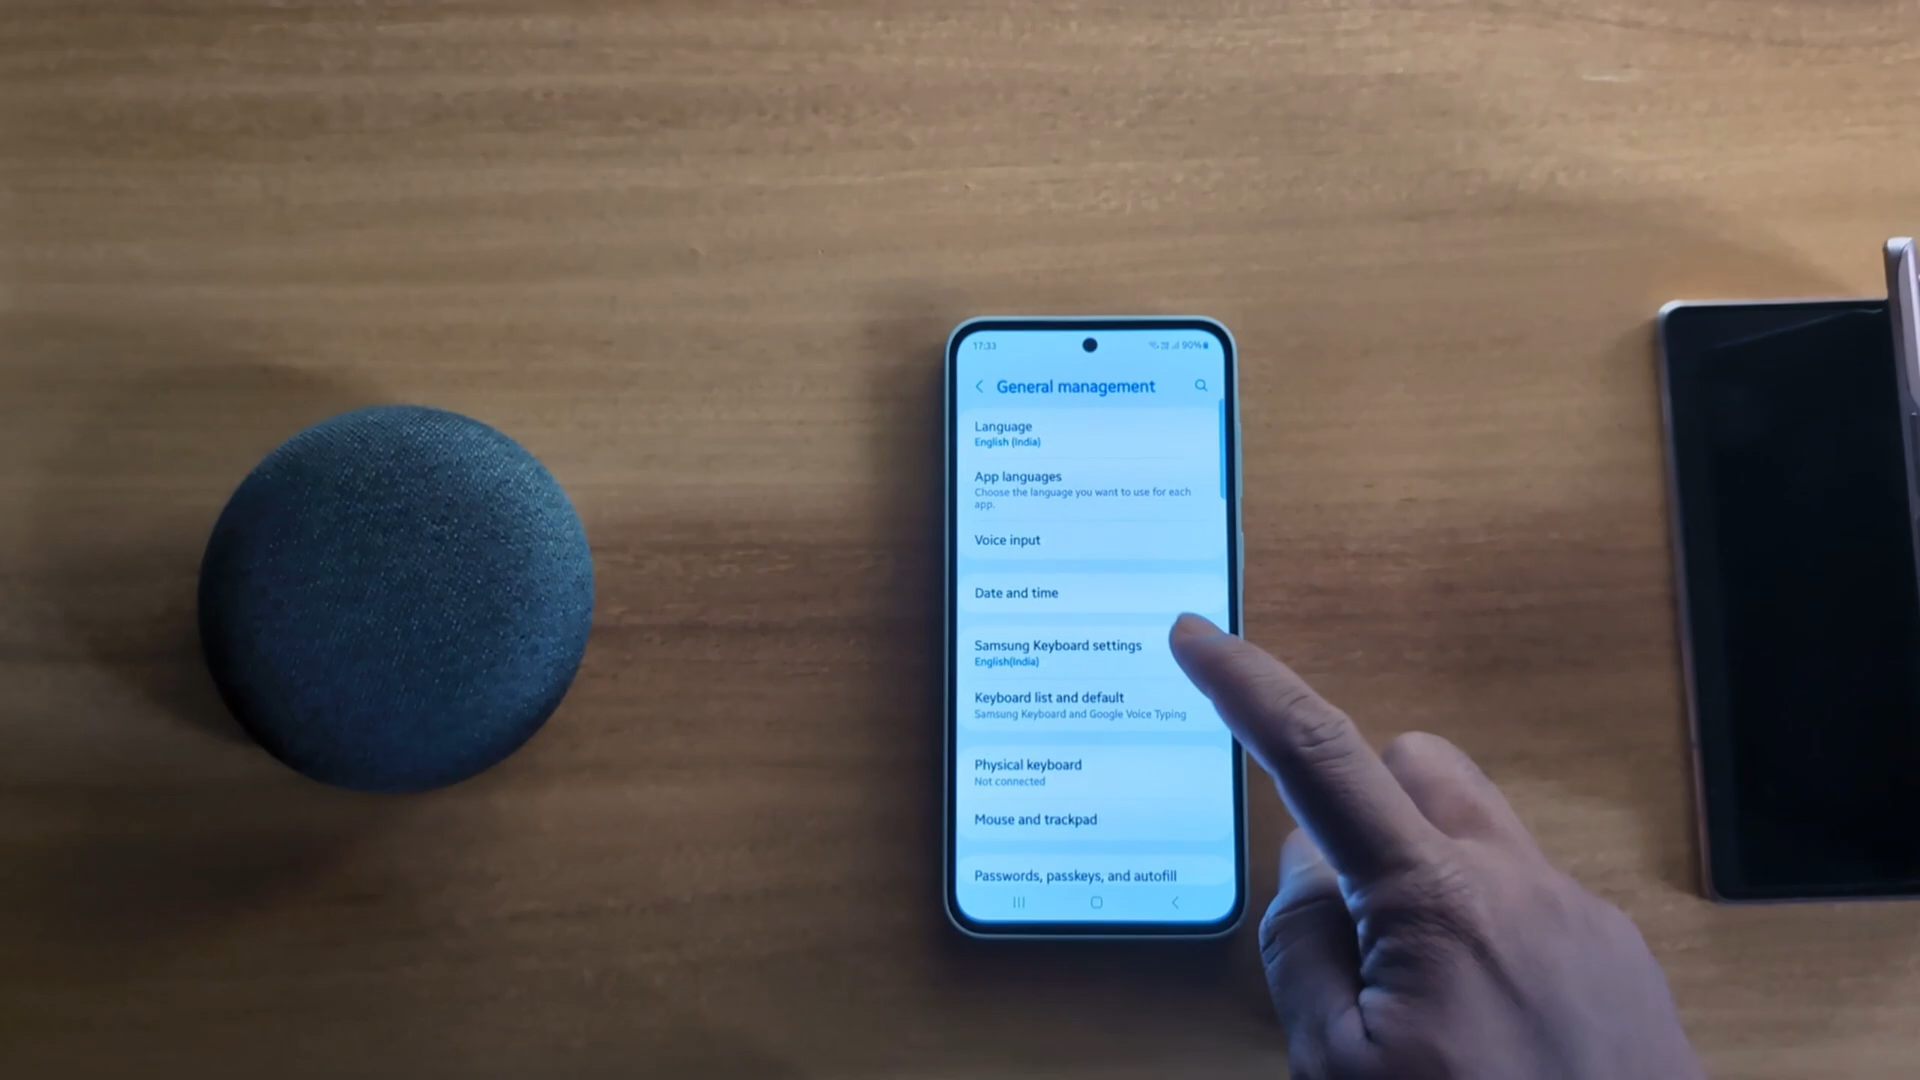 17:33
90%
General management
Language
English (India)
App languages
Choose the language you want to use for each
app.
Voice input
Date and time
Samsung Keyboard settings
English(India)
Keyboard list and default
Samsung Keyboard and Google Voice Typing
Physical keyboard
Not connected
Mouse and trackpad
Passwords, passkeys, and autofill